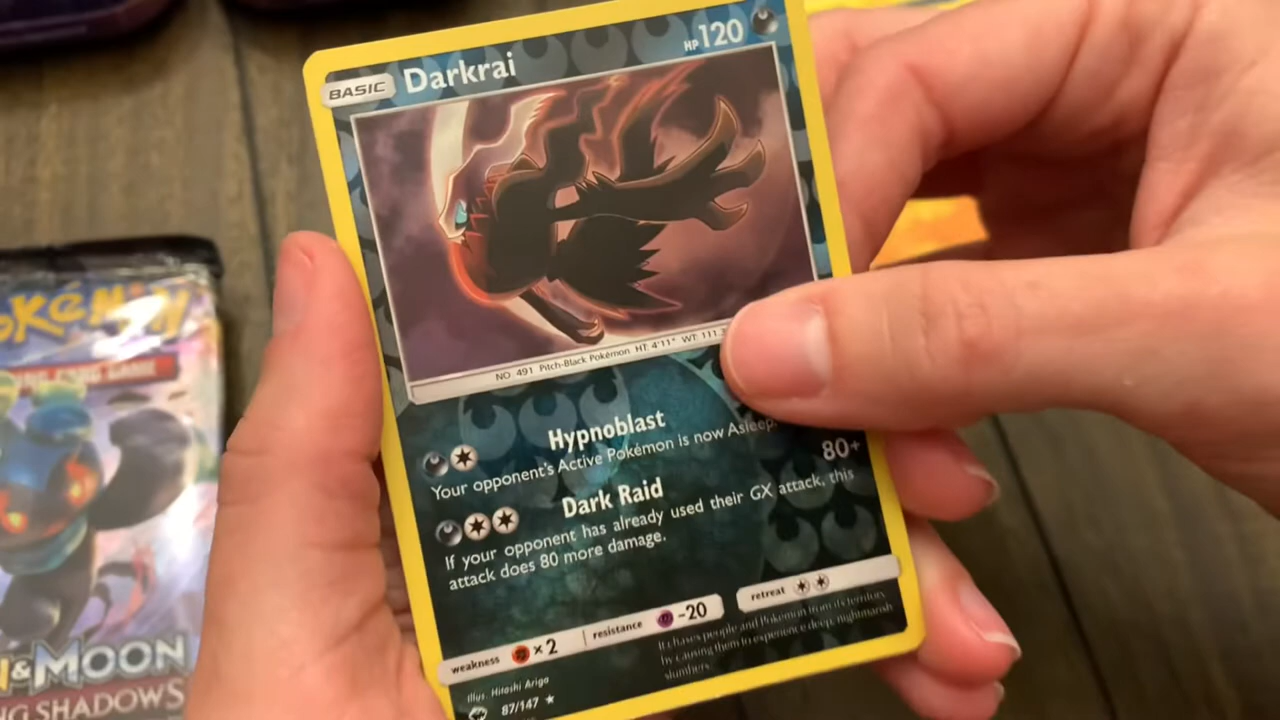 BASIC Darkrai HP 120
NO. 491 Pitch-Black Pokémon HT: 4'11" WT: 111.
Hypnoblast
Your opponent's Active Pokémon is now Asleep.
Dark Raid 80+
If your opponent has already used their GX attack, this
attack does 80 more damage.
weakness ×2 resistance -20 retreat
It chases people and Pokémon from its territory
by causing them to experience deep, nightmarish
slumbers.
Illus. Hitoshi Ariga
87/147
POKÉMON
CARD GAME
N & MOON
NG SHADOWS